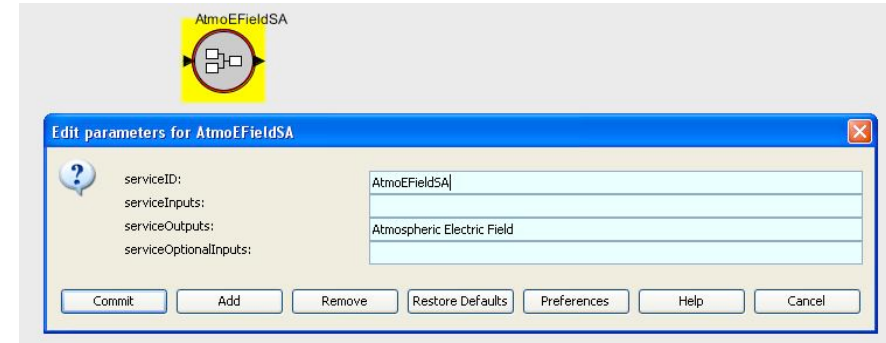 AtmoEFieldSA
Edit parameters for AtmoEFieldSA
serviceID: AtmoEFieldSA
serviceInputs:
serviceOutputs: Atmospheric Electric Field
serviceOptionalInputs:
Commit Add Remove Restore Defaults Preferences Help Cancel